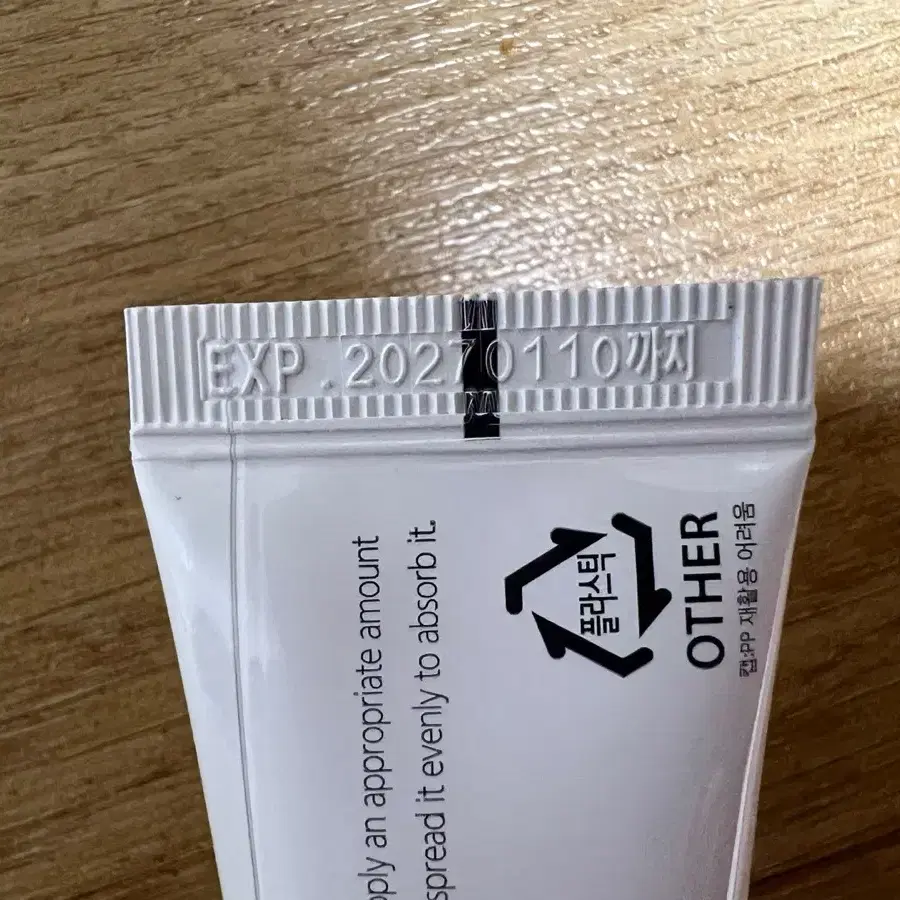 EXP.20270110까지
pply an appropriate amount
spread it evenly to absorb it.
플라스틱
OTHER
캡:PP 재활용 어려움